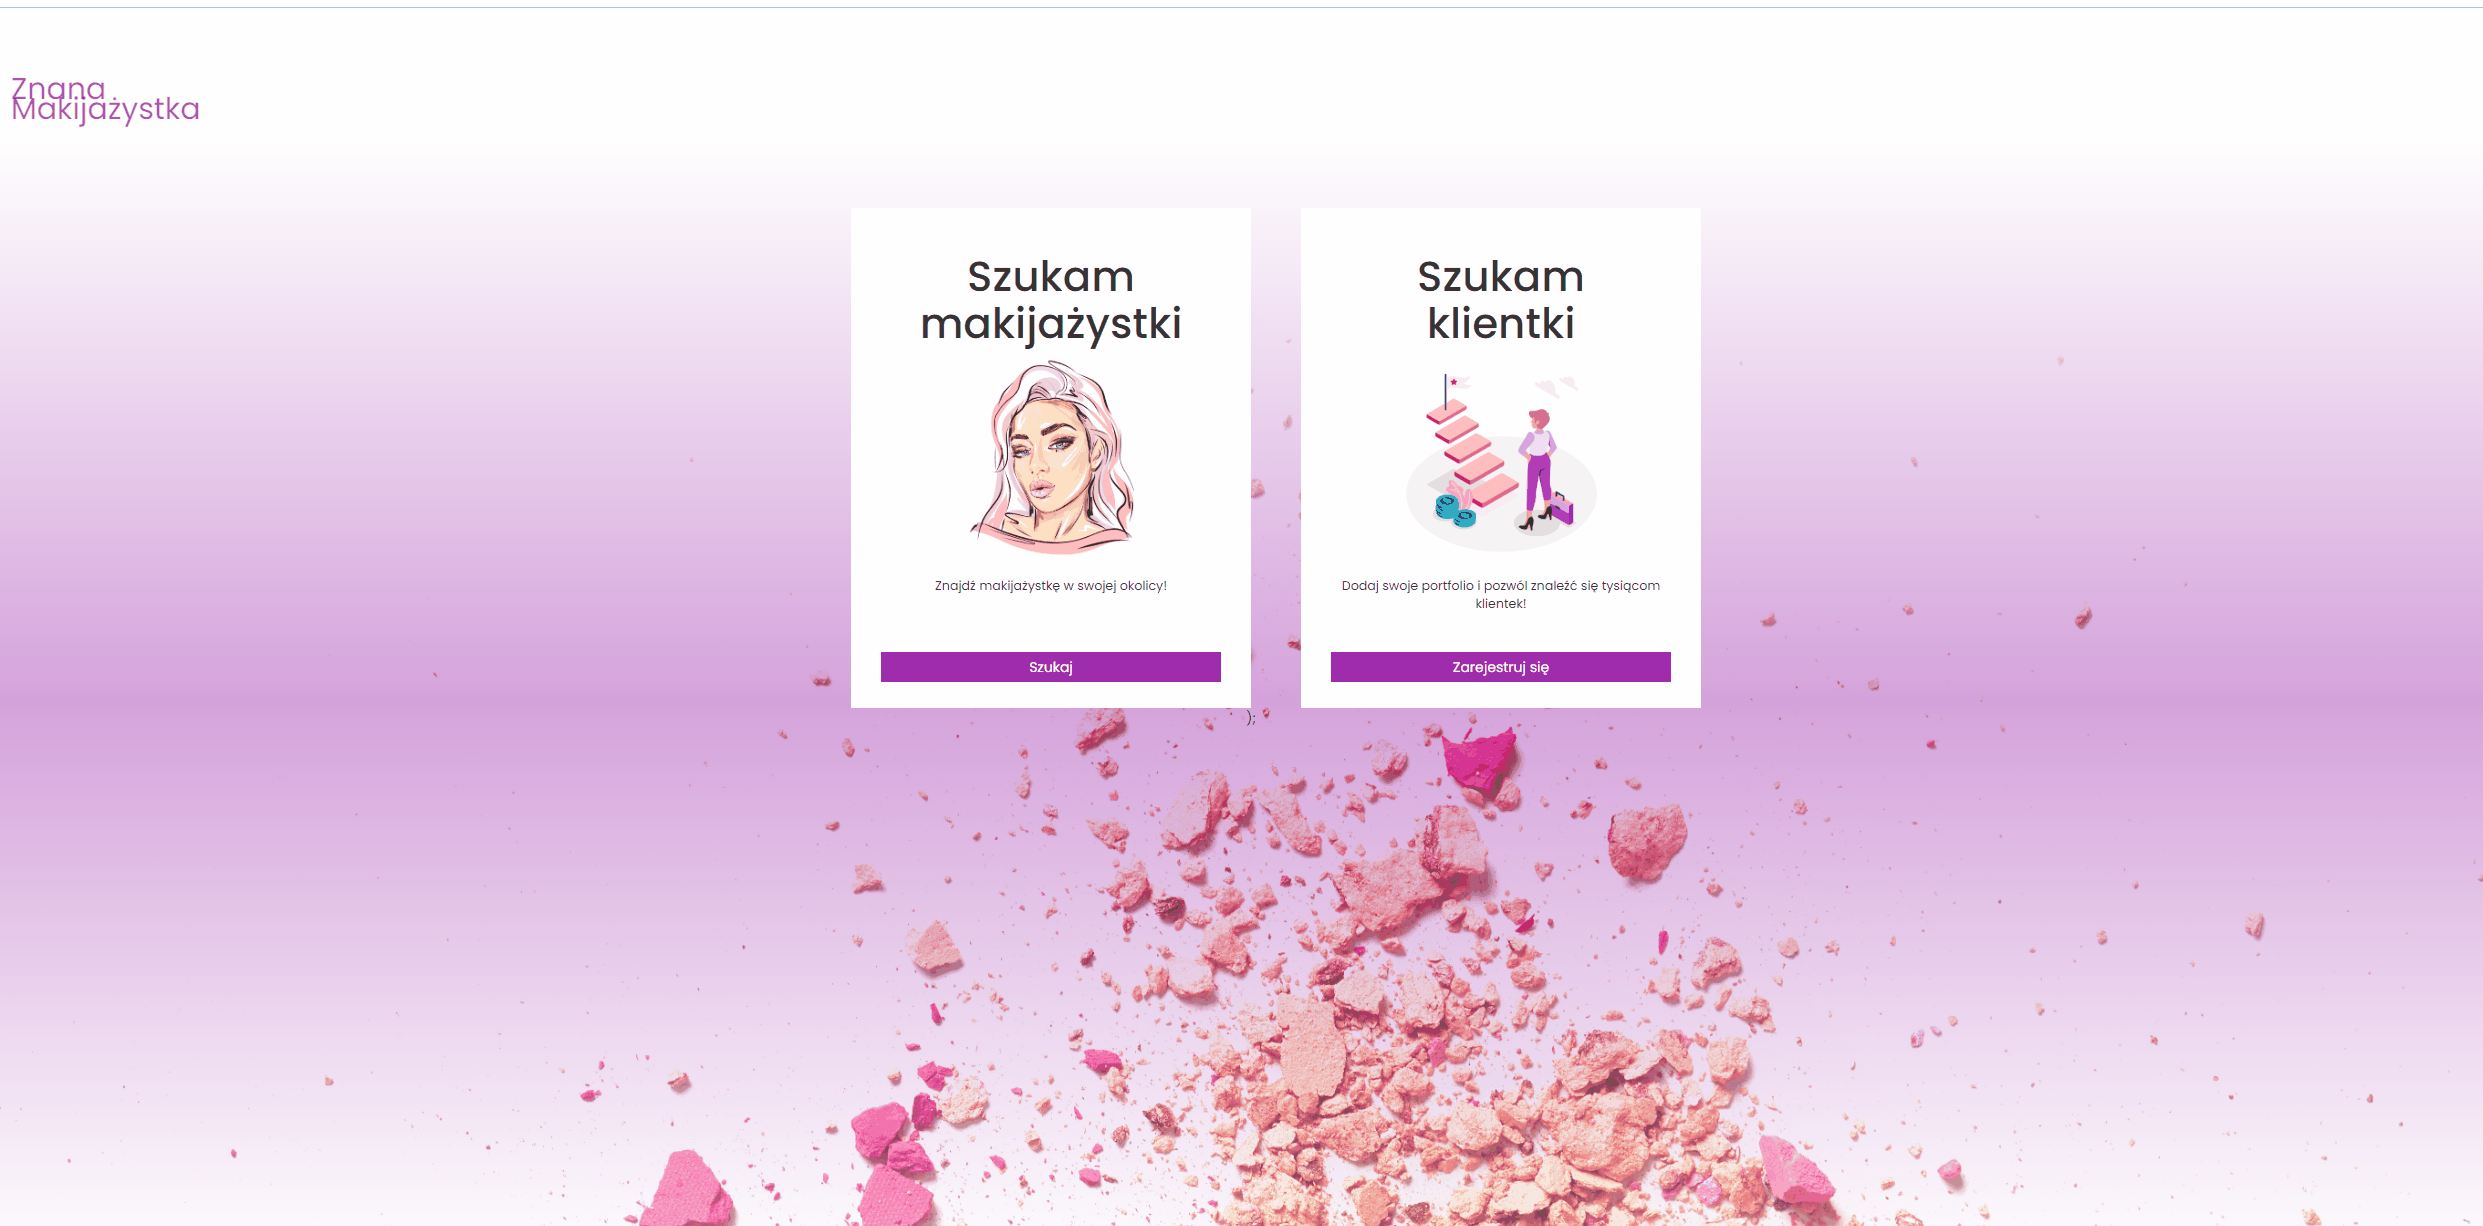 Znana
Makijażystka
Szukam
makijażystki
Znajdź makijażystkę w swojej okolicy!
Szukaj
Szukam
klientki
Dodaj swoje portfolio i pozwól znaleźć się tysiącom
klientek!
Zarejestruj się
);